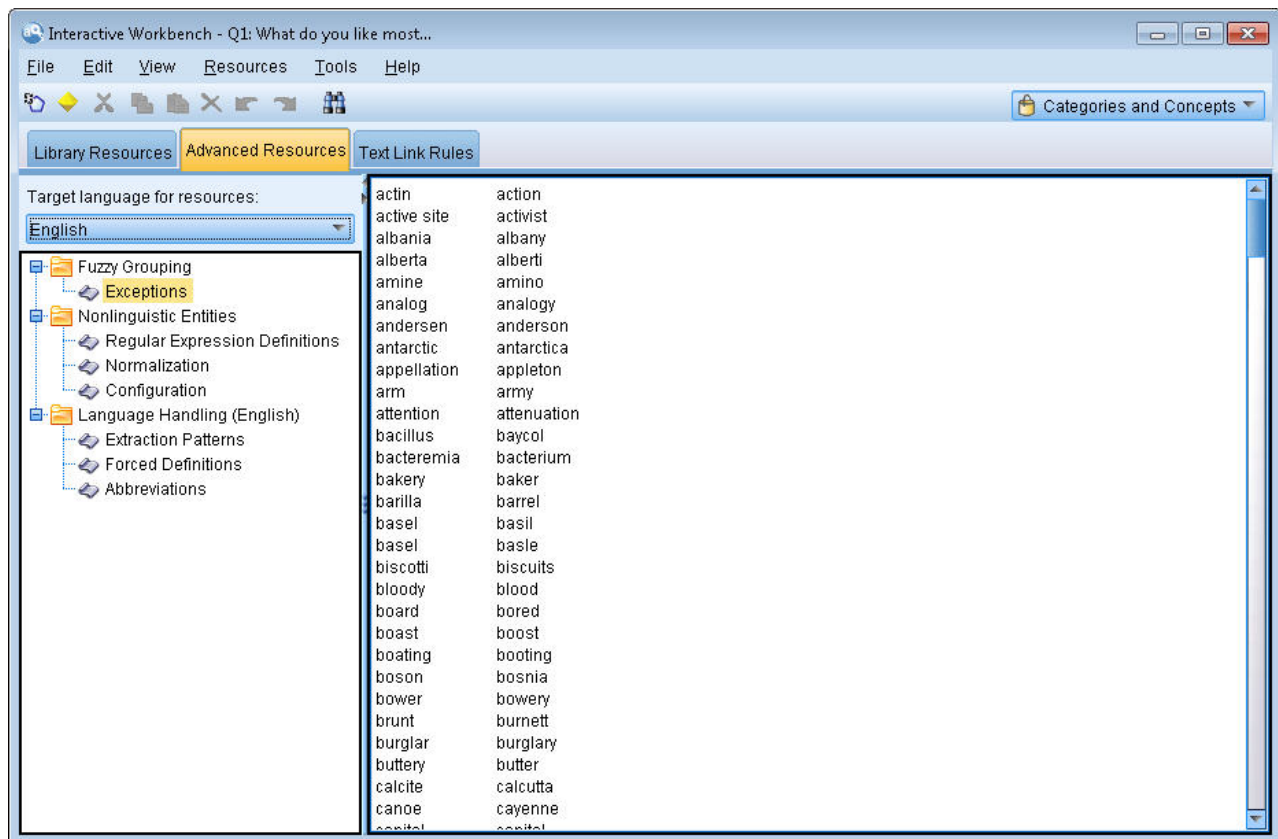 Interactive Workbench - Q1: What do you like most...
File Edit View Resources Tools Help
Categories and Concepts
Library Resources Advanced Resources Text Link Rules
Target language for resources:
English
Fuzzy Grouping
Exceptions
Nonlinguistic Entities
Regular Expression Definitions
Normalization
Configuration
Language Handling (English)
Extraction Patterns
Forced Definitions
Abbreviations
actin action
active site activist
albania albany
alberta alberti
amine amino
analog analogy
andersen anderson
antarctic antarctica
appellation appleton
arm army
attention attenuation
bacillus baycol
bacteremia bacterium
bakery baker
barilla barrel
basel basil
basel basle
biscotti biscuits
bloody blood
board bored
boast boost
boating booting
boson bosnia
bower bowery
brunt burnett
burglar burglary
buttery butter
calcite calcutta
canoe cayenne